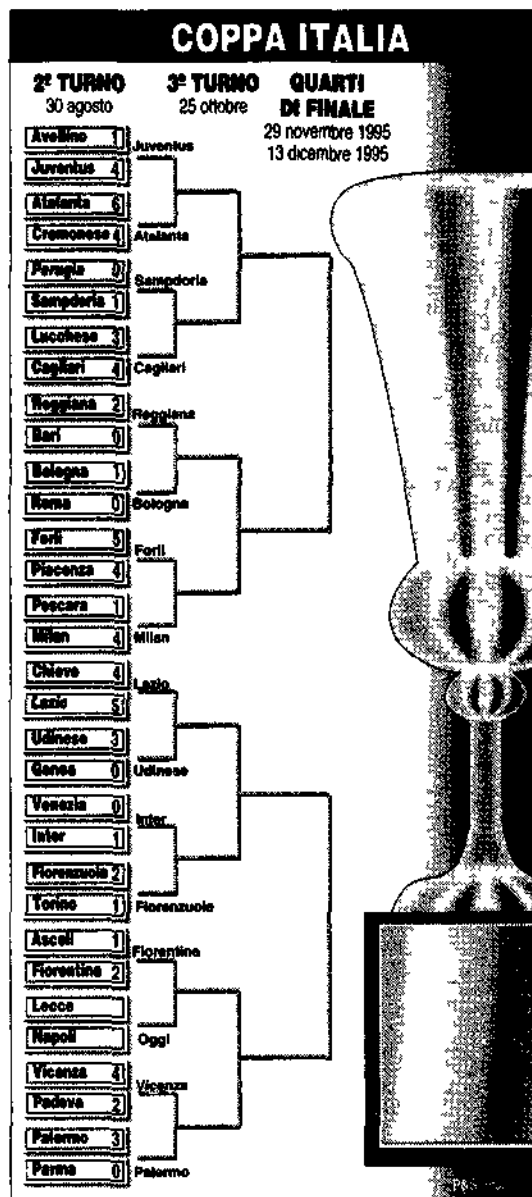 COPPA ITALIA
2º TURNO
30 agosto
3º TURNO
25 ottobre
QUARTI
DI FINALE
29 novembre 1995
13 dicembre 1995
Avellino 1
Juventus 4
Juventus
Atalanta 6
Cremonese 4
Atalanta
Perugia 0
Sampdoria 1
Sampdoria
Lucchese 3
Cagliari 4
Cagliari
Reggiana 2
Bari 0
Reggiana
Bologna 1
Roma 0
Bologna
Forlì 5
Piacenza 4
Forlì
Pescara 1
Milan 4
Milan
Chievo 4
Lazio 5
Lazio
Udinese 3
Genoa 0
Udinese
Venezia 0
Inter 1
Inter
Fiorenzuola 2
Torino 1
Fiorenzuola
Ascoli 1
Fiorentina 2
Fiorentina
Lecce
Napoli
Oggi
Vicenza 4
Padova 2
Vicenza
Palermo 3
Parma 0
Palermo